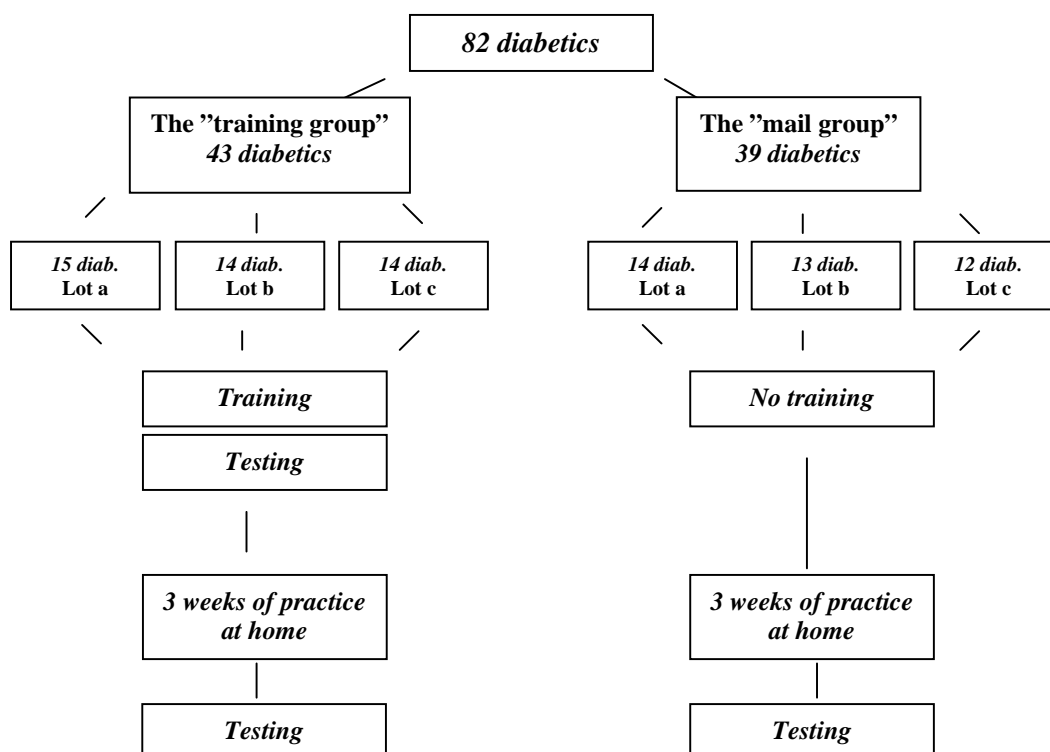 82 diabetics
The ”training group”
43 diabetics
The ”mail group”
39 diabetics
15 diab.
Lot a
14 diab.
Lot b
14 diab.
Lot c
14 diab.
Lot a
13 diab.
Lot b
12 diab.
Lot c
Training
No training
Testing
3 weeks of practice
at home
3 weeks of practice
at home
Testing
Testing